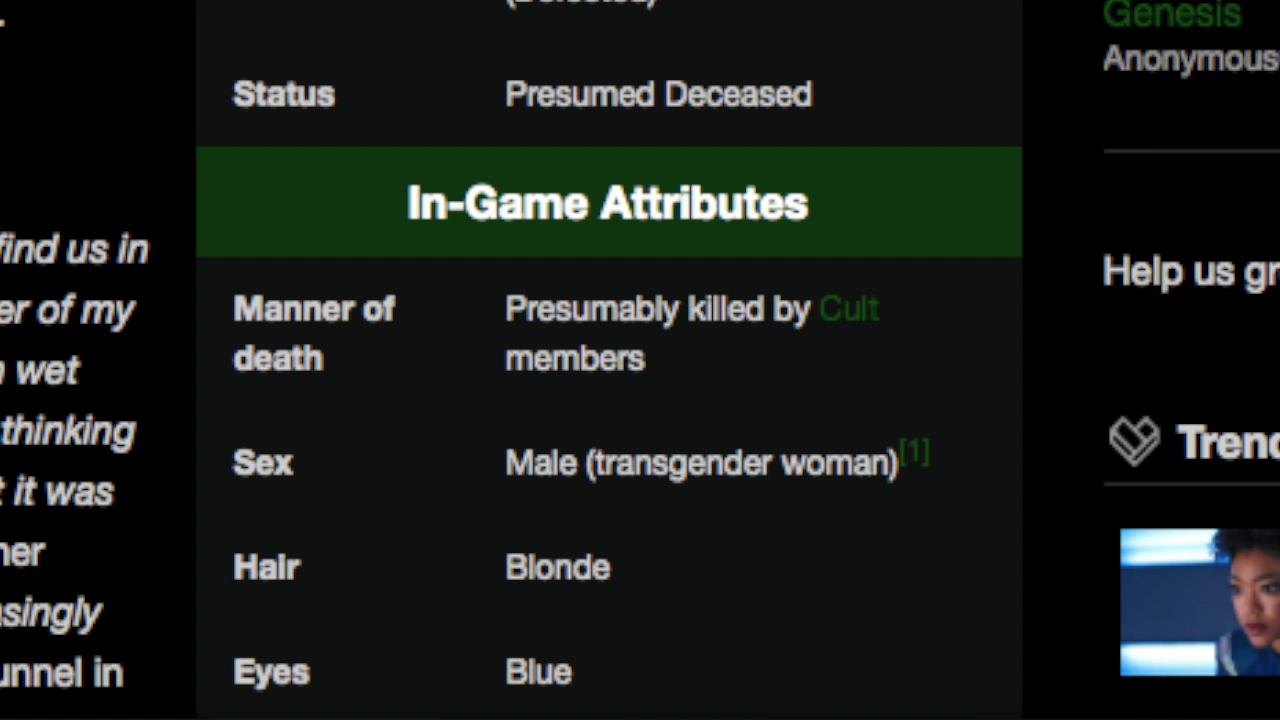 (Defected)
Status Presumed Deceased
In-Game Attributes
Manner of death Presumably killed by Cult
members
Sex Male (transgender woman)[1]
Hair Blonde
Eyes Blue
find us in
er of my
wet
thinking
t it was
her
asingly
unnel in
Genesis
Anonymous
Help us gr
Trend